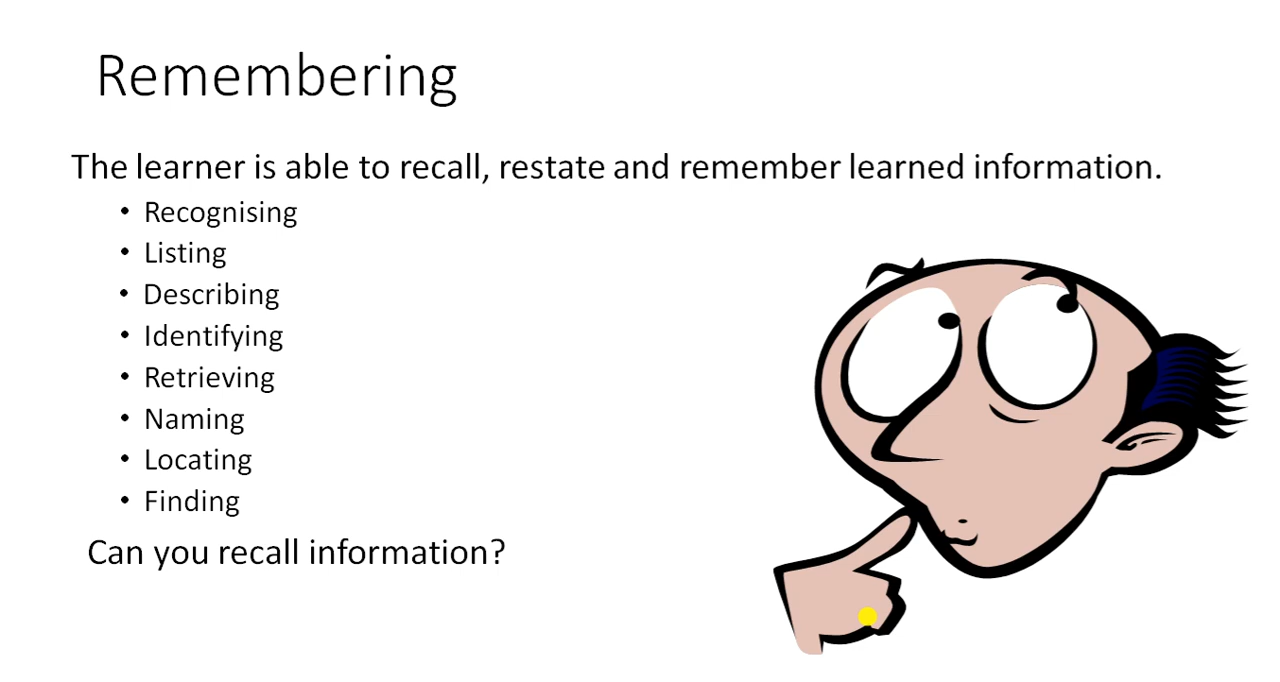 Remembering
The learner is able to recall, restate and remember learned information.
• Recognising
• Listing
• Describing
• Identifying
• Retrieving
• Naming
• Locating
• Finding
Can you recall information?